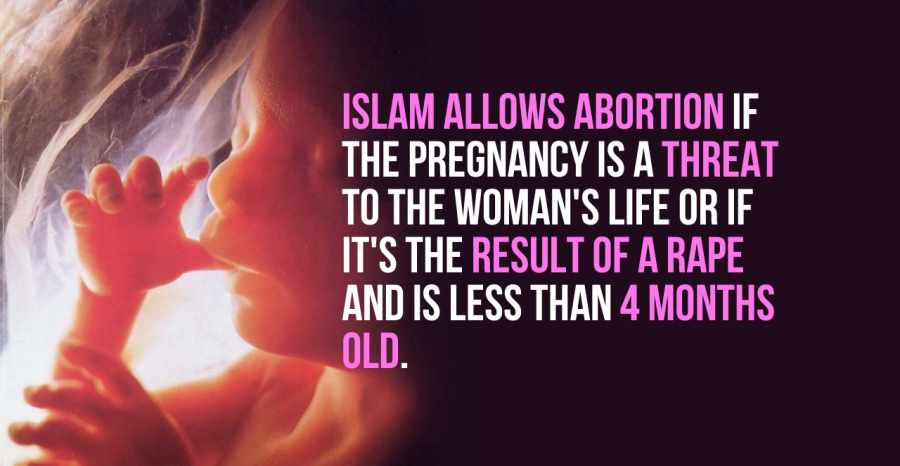 ISLAM ALLOWS ABORTION IF
THE PREGNANCY IS A THREAT
TO THE WOMAN'S LIFE OR IF
IT'S THE RESULT OF A RAPE
AND IS LESS THAN 4 MONTHS
OLD.